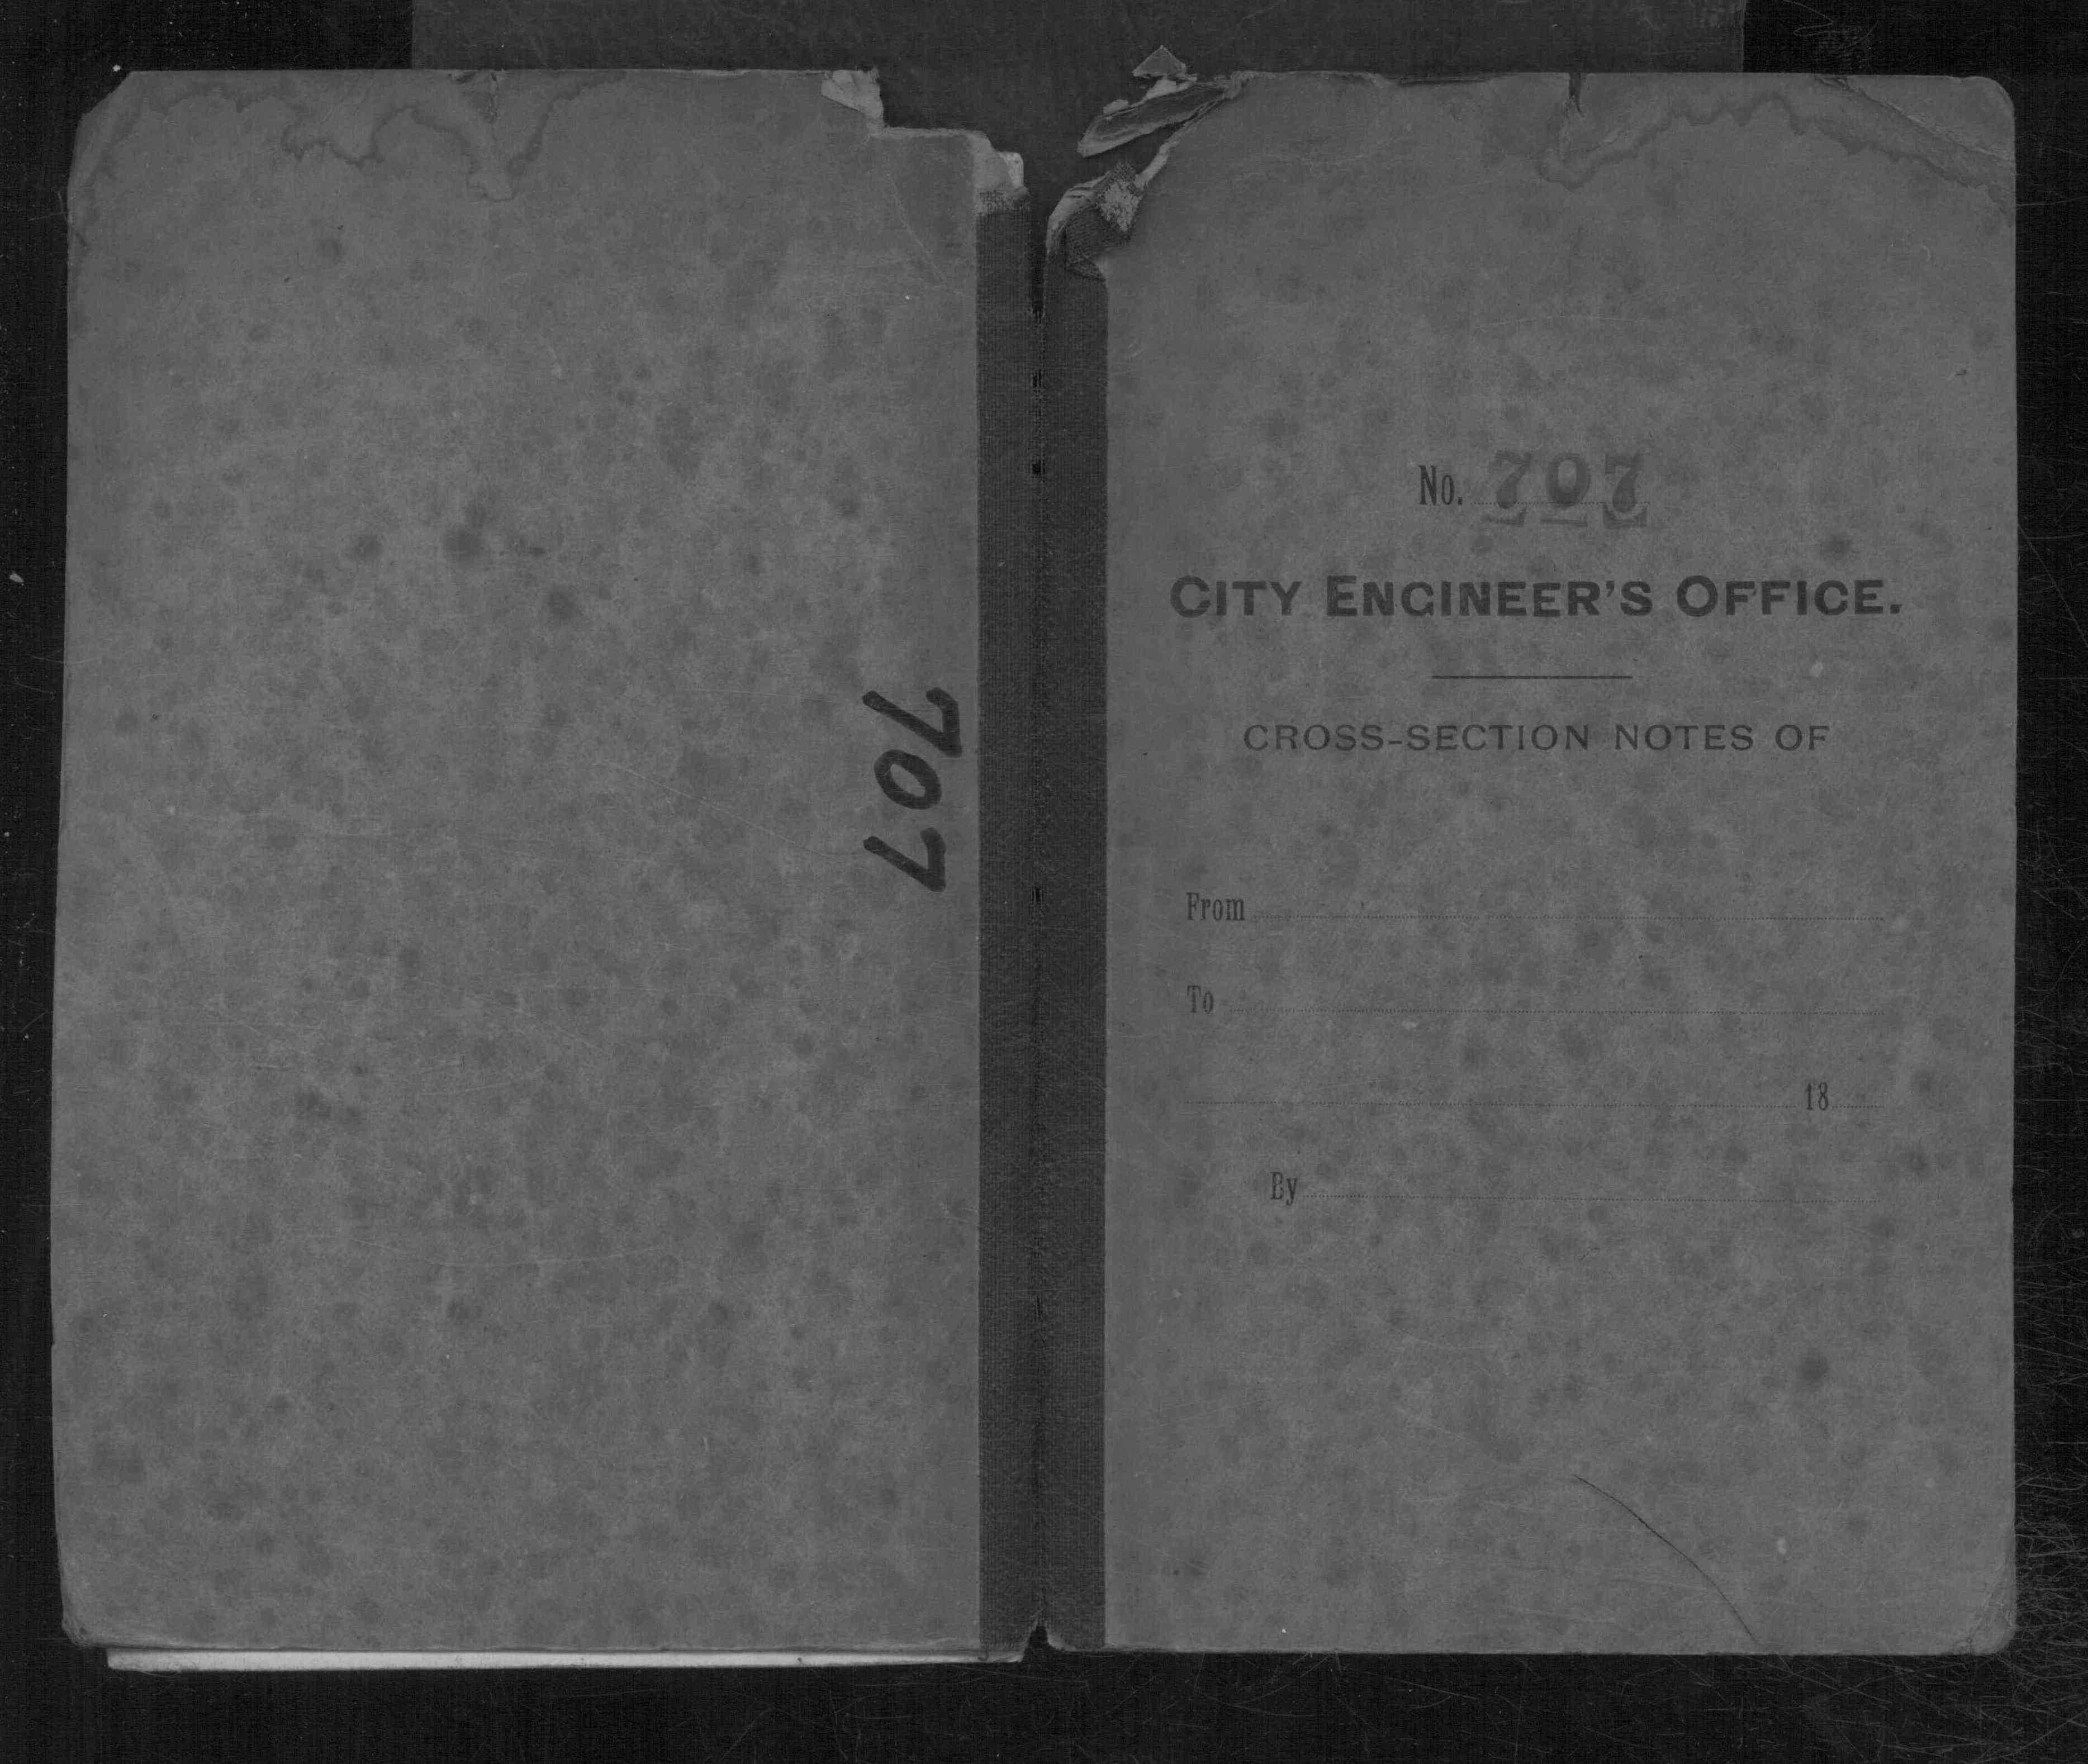 707
No. 707
CITY ENGINEER'S OFFICE.
CROSS-SECTION NOTES OF
From
To
18
By